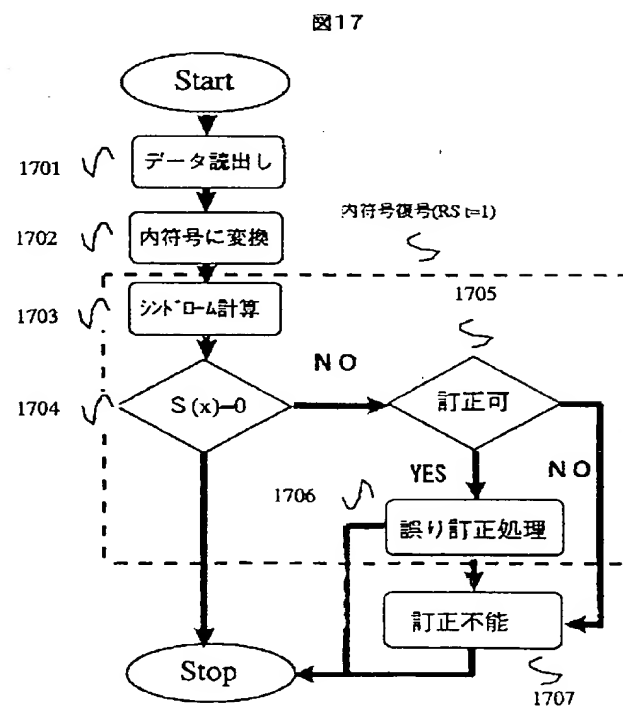 図17
Start
1701
データ読出し
1702
内符号に変換
内符号復号(RS t=1)
1703
シンドローム計算
1705
1704
S(x)=0
NO
訂正可
YES
NO
1706
誤り訂正処理
訂正不能
Stop
1707